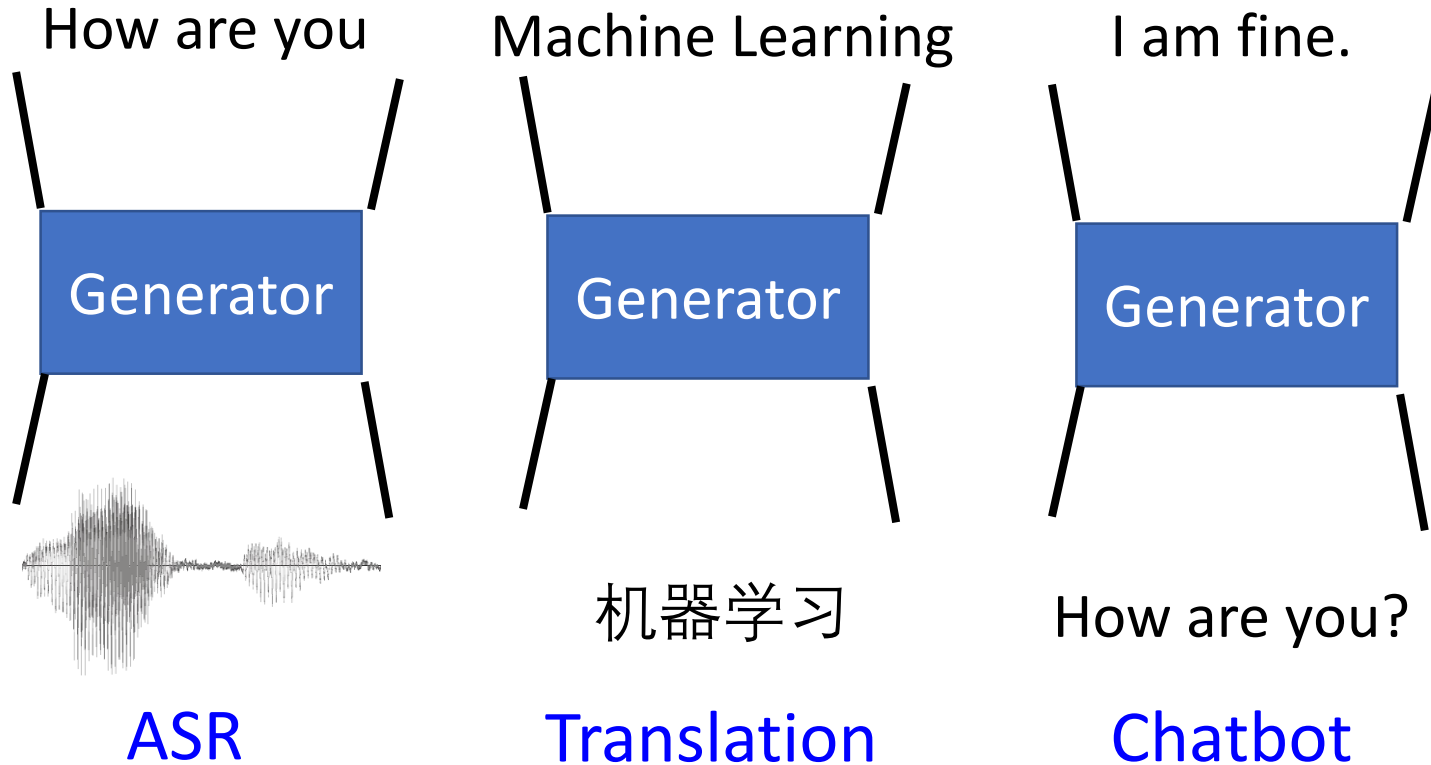 How are you
Machine Learning
I am fine.
Generator
Generator
Generator
机器学习
How are you?
ASR
Translation
Chatbot